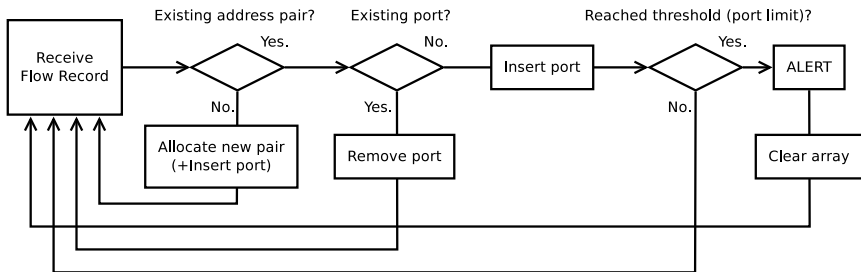 Existing address pair?
Existing port?
Reached threshold (port limit)?
Receive
Flow Record
Yes.
No.
Yes.
Insert port
ALERT
No.
Yes.
No.
Allocate new pair
(+Insert port)
Remove port
Clear array